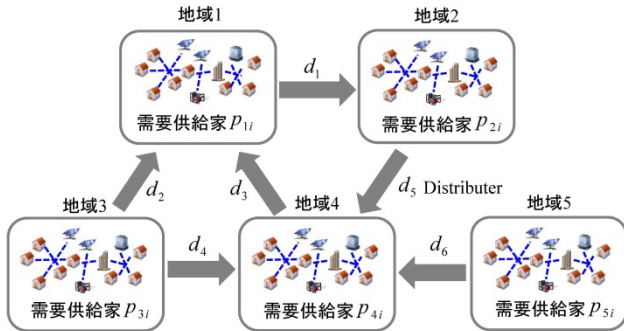 地域1
地域2
d₁
需要供給家 p₁ᵢ
需要供給家 p₂ᵢ
d₂
d₃
d₅ Distributer
地域3
地域4
地域5
d₄
d₆
需要供給家 p₃ᵢ
需要供給家 p₄ᵢ
需要供給家 p₅ᵢ